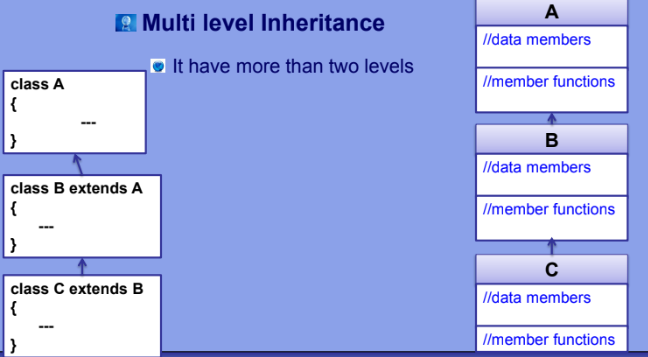 Multi level Inheritance
It have more than two levels
class A
{
---
}
class B extends A
{
---
}
class C extends B
{
---
}
A
//data members
//member functions
B
//data members
//member functions
C
//data members
//member functions